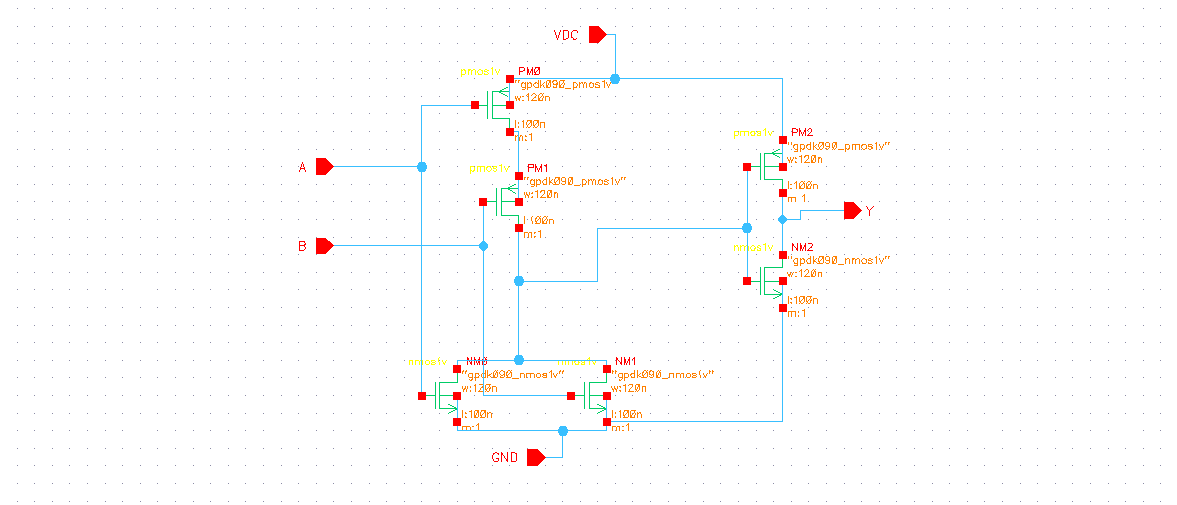 VDC
pmos1v
PM0
"gpdk090_pmos1v"
w:120n
l:100n
m:1
A
pmos1v
PM1
"gpdk090_pmos1v"
w:120n
l:100n
m:1
B
pmos1v
PM2
"gpdk090_pmos1v"
w:120n
l:100n
m:1
Y
nmos1v
NM2
"gpdk090_nmos1v"
w:120n
l:100n
m:1
nmos1v
NM0
"gpdk090_nmos1v"
w:120n
l:100n
m:1
nmos1v
NM1
"gpdk090_nmos1v"
w:120n
l:100n
m:1
GND